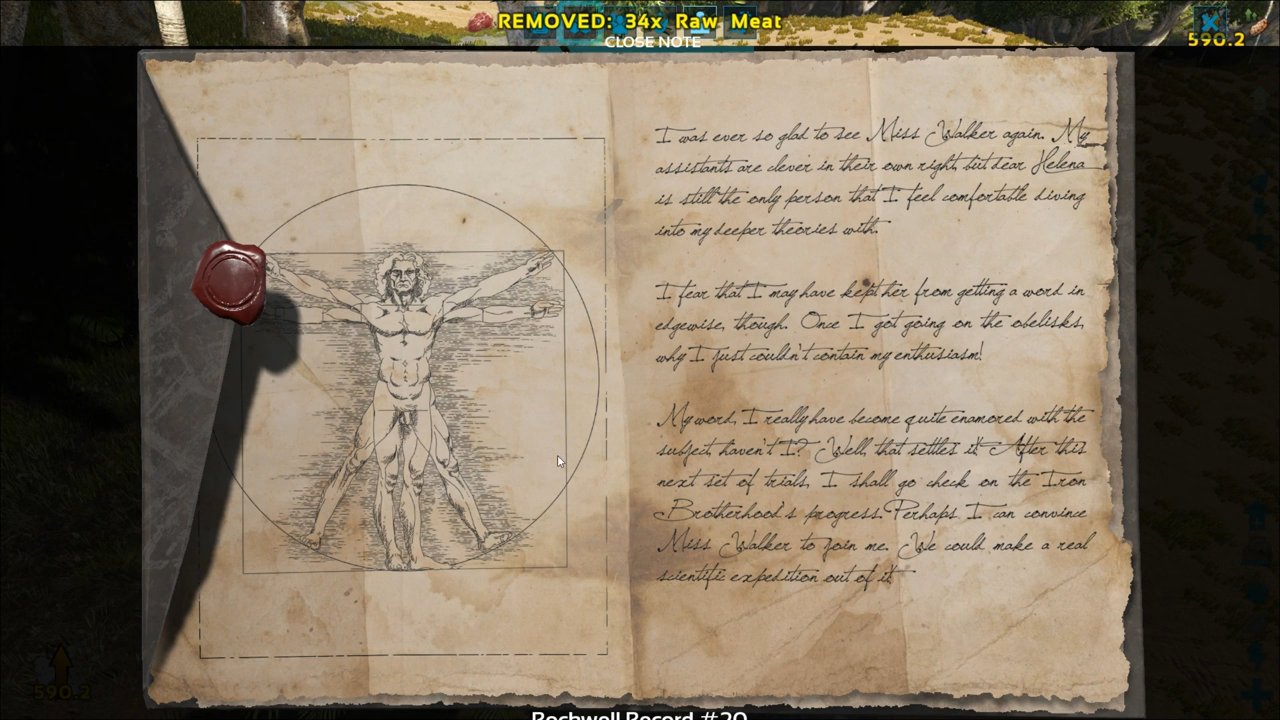 REMOVED: 34x Raw Meat
CLOSE NOTE
590.2
I was ever so glad to see Miss Walker again. My
assistants are clever in their own right, but dear Helena
is still the only person that I feel comfortable diving
into my deeper theories with.
I fear that I may have kept her from getting a word in
edgewise, though. Once I got going on the obelisks,
why I just couldn't contain my enthusiasm!
My word, I really have become quite enamored with the
subject, haven't I? Well, that settles it! After this
next set of trials, I shall go check on the Iron
Brotherhood's progress. Perhaps I can convince
Miss Walker to join me. We could make a real
scientific expedition out of it!
590.2
Rockwell Record #20